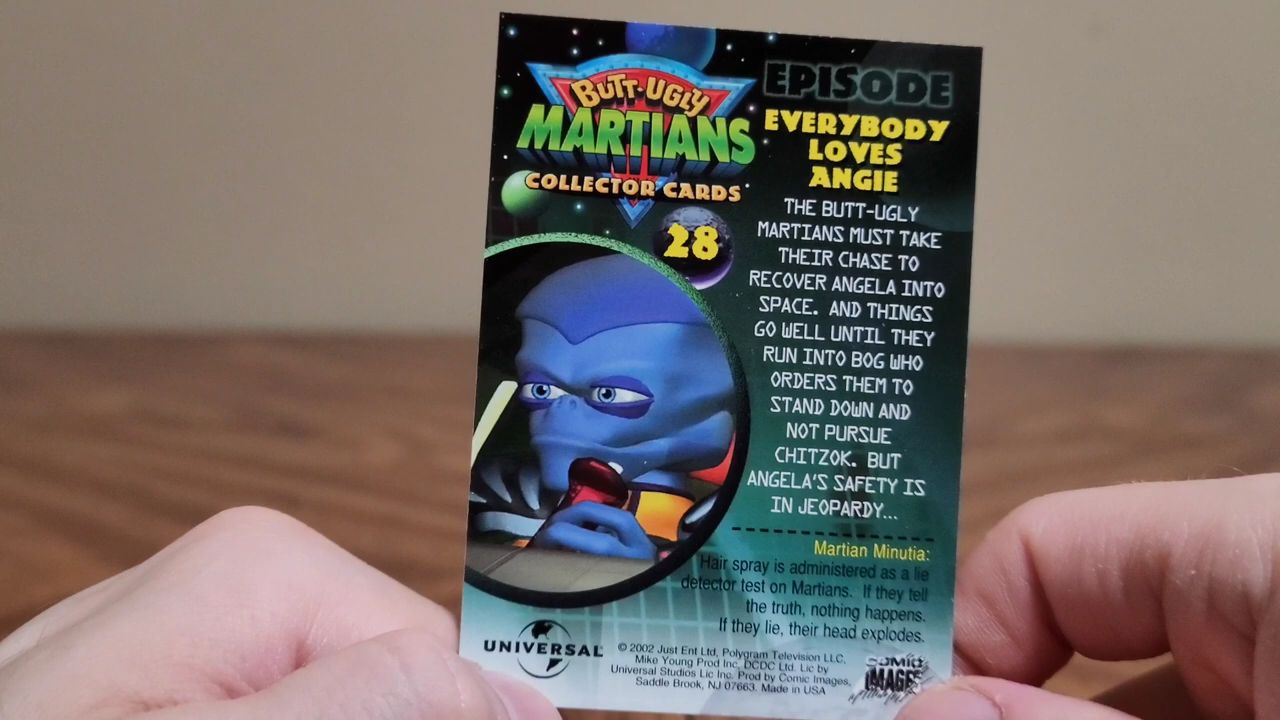 BUTT-UGLY
MARTIANS
COLLECTOR CARDS
28
EPISODE
EVERYBODY
LOVES
ANGIE
THE BUTT-UGLY
MARTIANS MUST TAKE
THEIR CHASE TO
RECOVER ANGELA INTO
SPACE. AND THINGS
GO WELL UNTIL THEY
RUN INTO BOG WHO
ORDERS THEM TO
STAND DOWN AND
NOT PURSUE
CHITZOK. BUT
ANGELA'S SAFETY IS
IN JEOPARDY...
Martian Minutia:
Hair spray is administered as a lie
detector test on Martians. If they tell
the truth, nothing happens.
If they lie, their head explodes.
UNIVERSAL
© 2002 Just Ent Ltd, Polygram Television LLC,
Mike Young Prod Inc, DCDC Ltd. Lic by
Universal Studios Lic Inc. Prod by Comic Images,
Saddle Brook, NJ 07663. Made in USA
COMIC
IMAGES